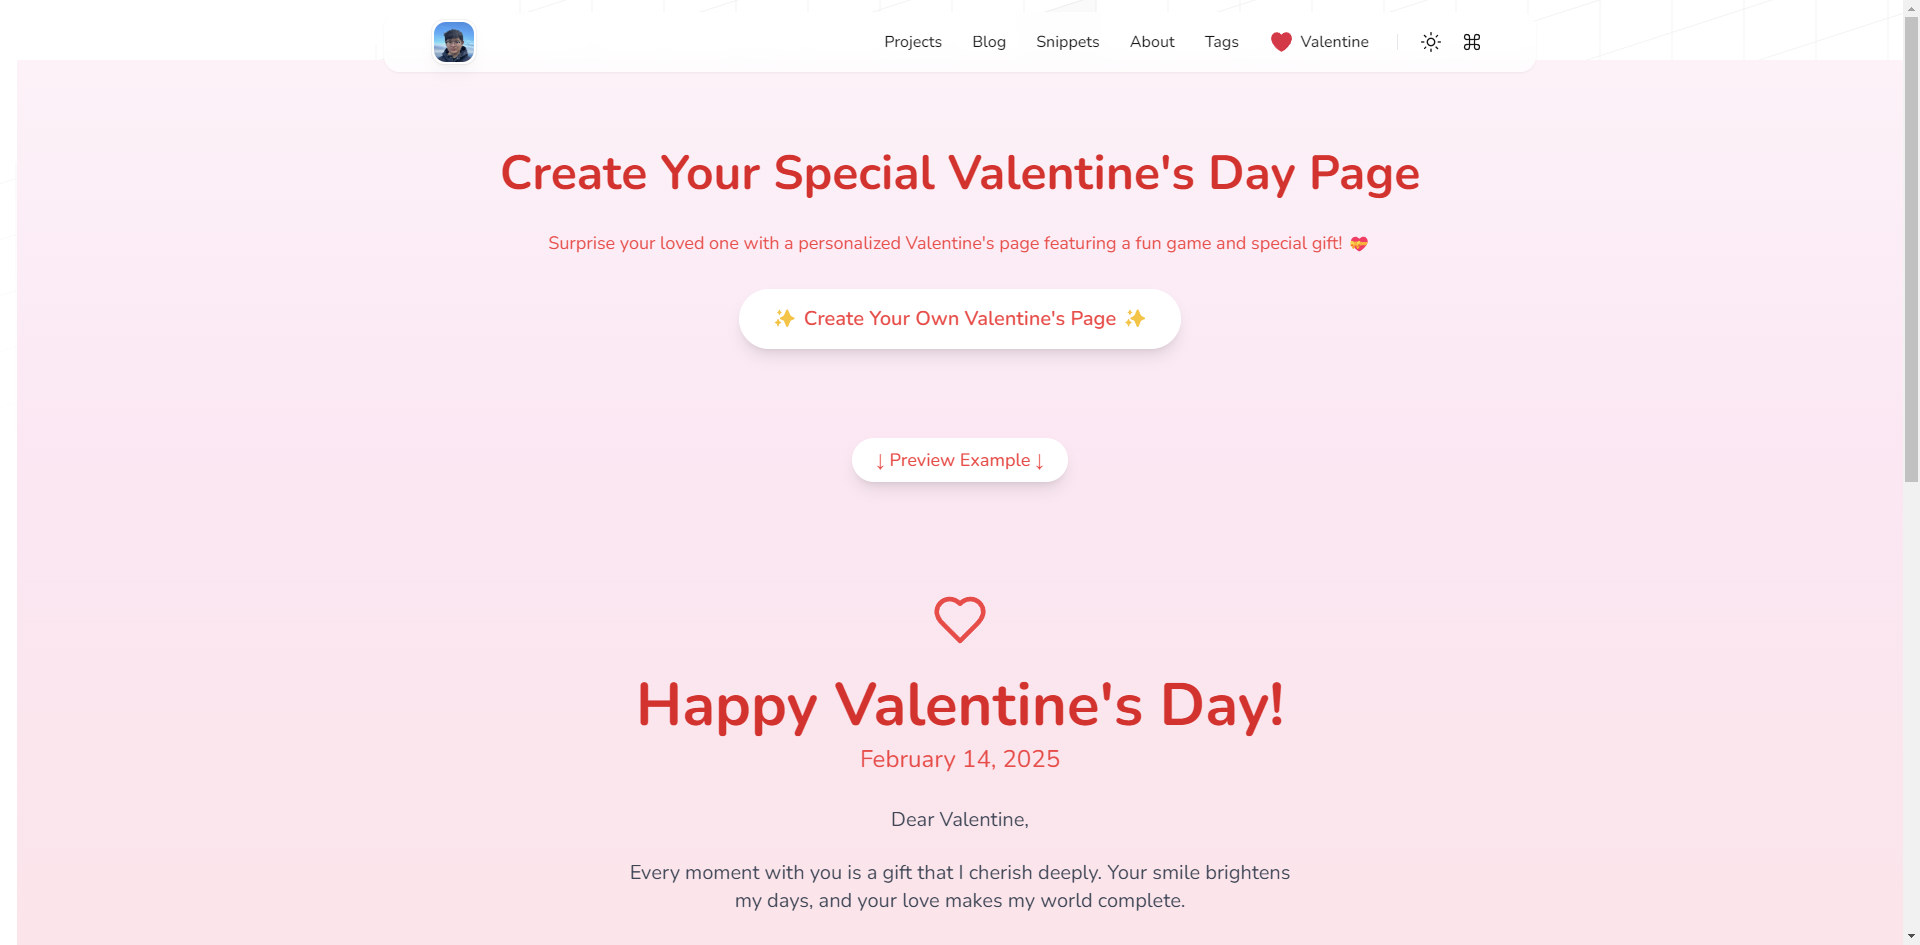 Projects Blog Snippets About Tags Valentine
Create Your Special Valentine's Day Page
Surprise your loved one with a personalized Valentine's page featuring a fun game and special gift! 💝
✨ Create Your Own Valentine's Page ✨
↓ Preview Example ↓
Happy Valentine's Day!
February 14, 2025
Dear Valentine,
Every moment with you is a gift that I cherish deeply. Your smile brightens
my days, and your love makes my world complete.